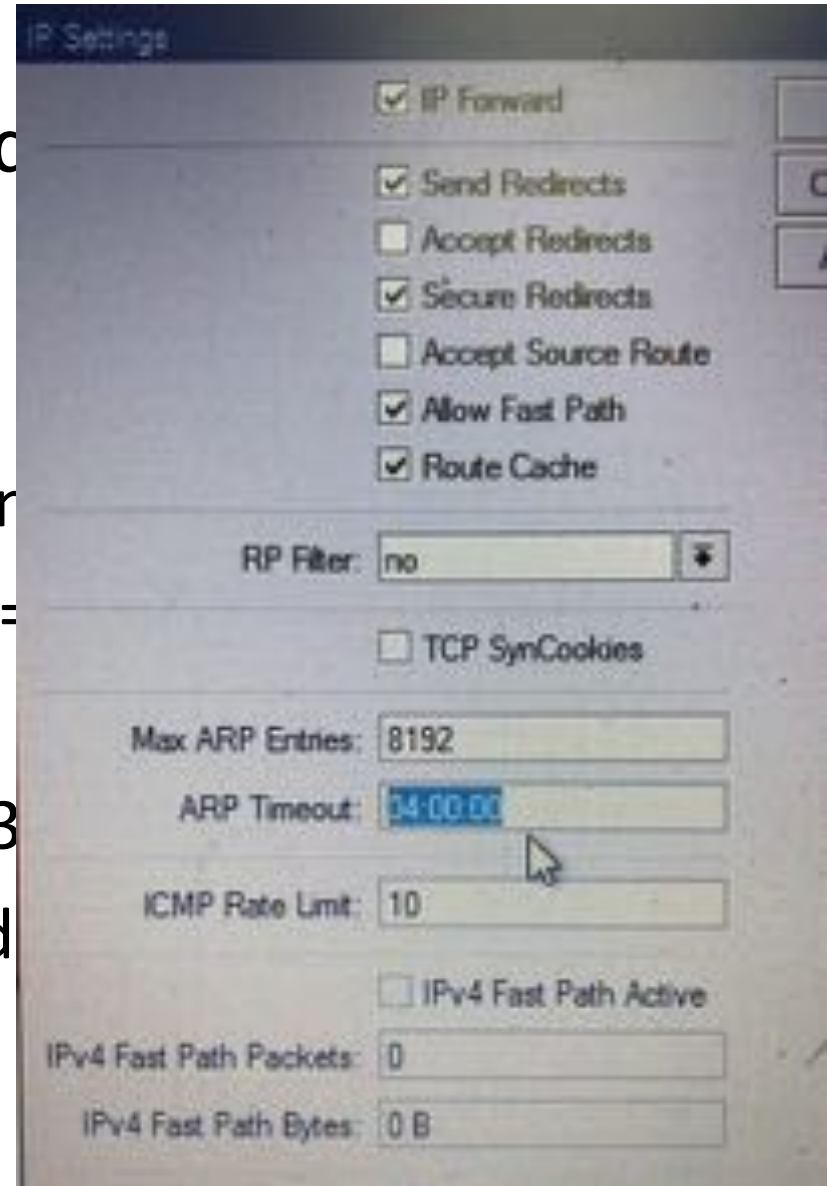 IP Settings
IP Forward
Send Redirects
Accept Redirects
Secure Redirects
Accept Source Route
Allow Fast Path
Route Cache
RP Filter: no
TCP SynCookies
Max ARP Entries: 8192
ARP Timeout: 04:00:00
ICMP Rate Limit: 10
IPv4 Fast Path Active
IPv4 Fast Path Packets: 0
IPv4 Fast Path Bytes: 0 B